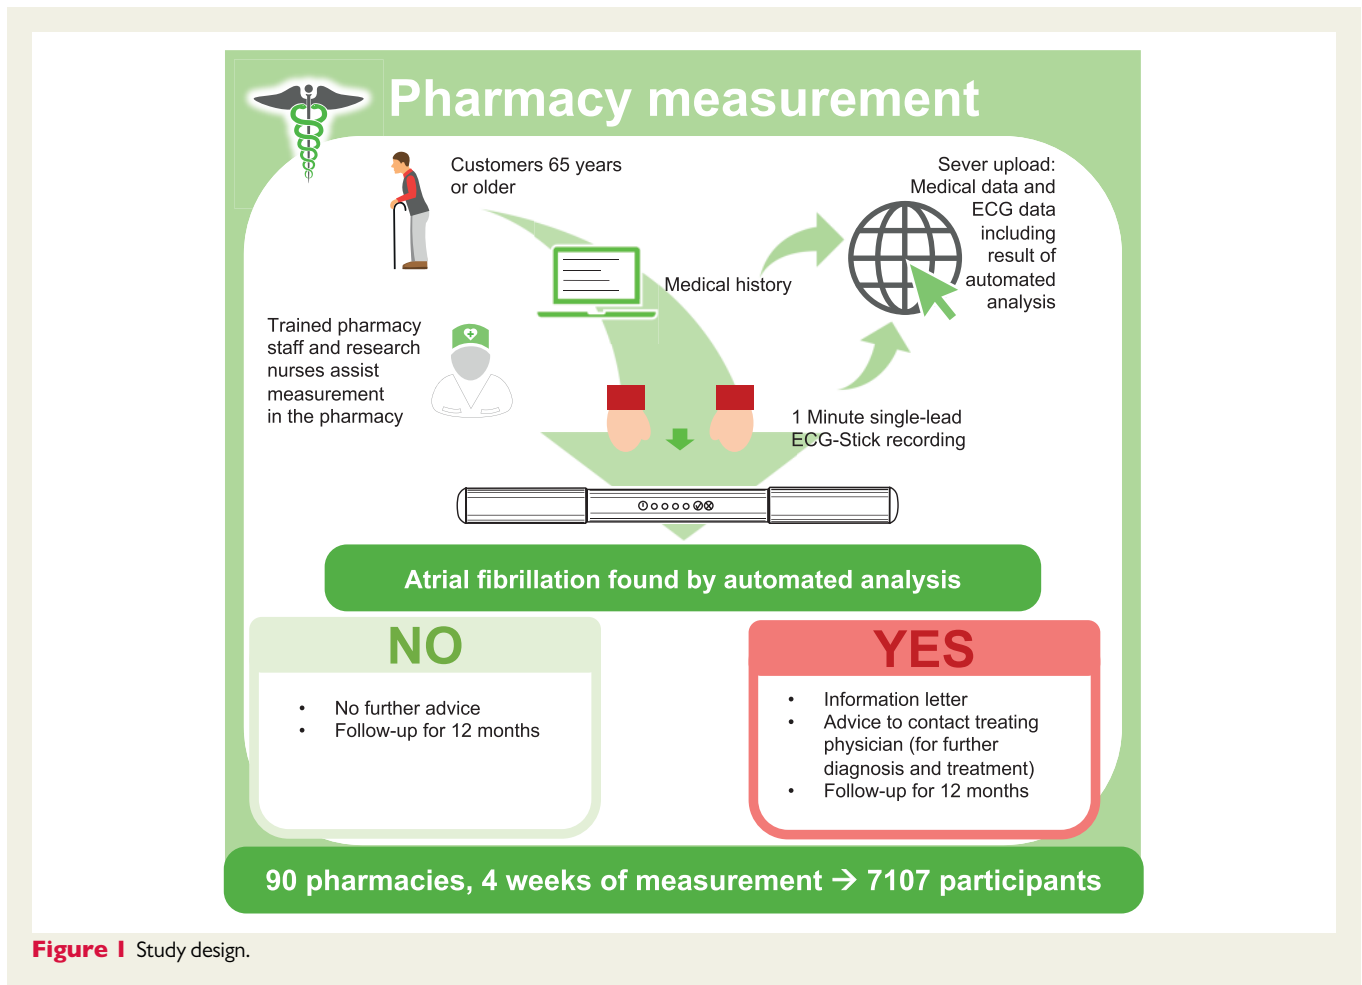 Pharmacy measurement
Customers 65 years
or older
Sever upload:
Medical data and
ECG data
including
result of
automated
analysis
Medical history
Trained pharmacy
staff and research
nurses assist
measurement
in the pharmacy
1 Minute single-lead
ECG-Stick recording
Atrial fibrillation found by automated analysis
NO
• No further advice
• Follow-up for 12 months
YES
• Information letter
• Advice to contact treating
physician (for further
diagnosis and treatment)
• Follow-up for 12 months
90 pharmacies, 4 weeks of measurement → 7107 participants
Figure 1 Study design.